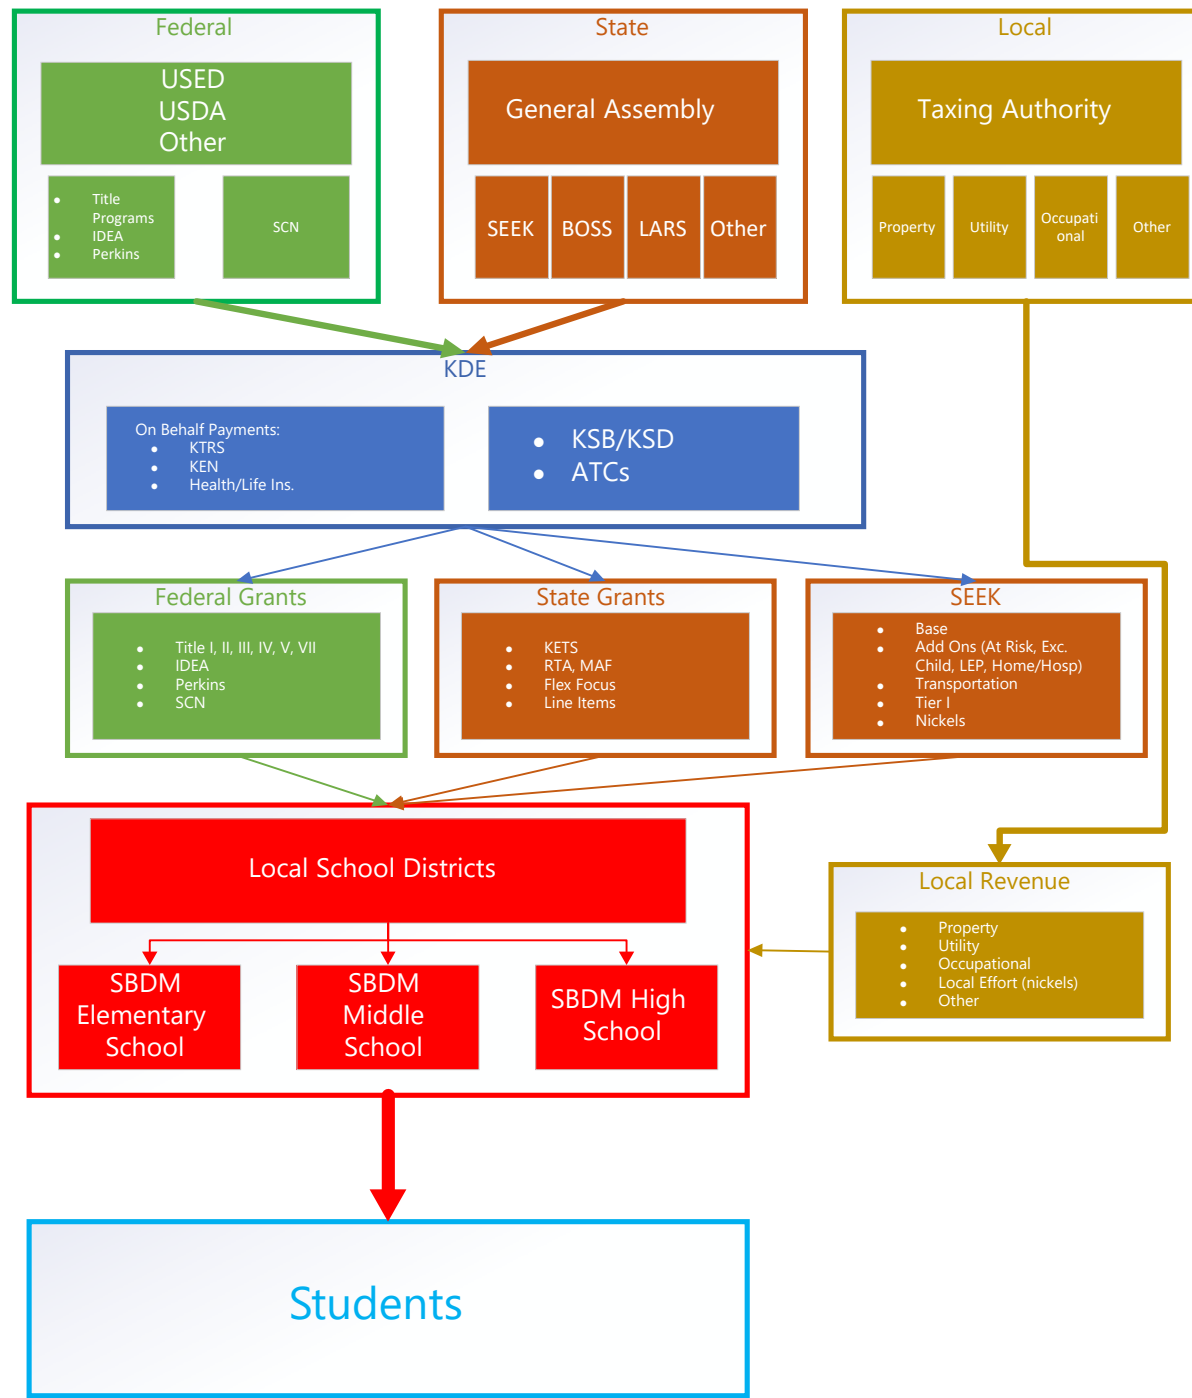 Federal
USED
USDA
Other
• Title
Programs
• IDEA
• Perkins
SCN
State
General Assembly
SEEK
BOSS
LARS
Other
Local
Taxing Authority
Property
Utility
Occupati
onal
Other
KDE
On Behalf Payments:
• KTRS
• KEN
• Health/Life Ins.
• KSB/KSD
• ATCs
Federal Grants
• Title I, II, III, IV, V, VII
• IDEA
• Perkins
• SCN
State Grants
• KETS
• RTA, MAF
• Flex Focus
• Line Items
SEEK
• Base
• Add Ons (At Risk, Exc.
Child, LEP, Home/Hosp)
• Transportation
• Tier I
• Nickels
Local School Districts
SBDM
Elementary
School
SBDM
Middle
School
SBDM High
School
Local Revenue
• Property
• Utility
• Occupational
• Local Effort (nickels)
• Other
Students